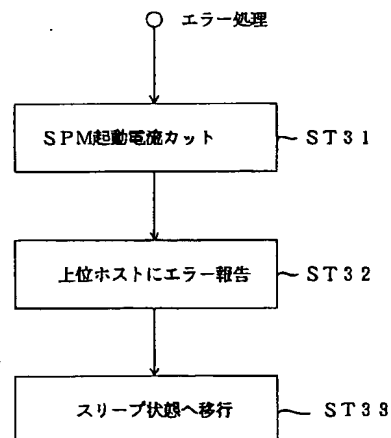 エラー処理
SPM起動電流カット
ST31
上位ホストにエラー報告
ST32
スリープ状態へ移行
ST33